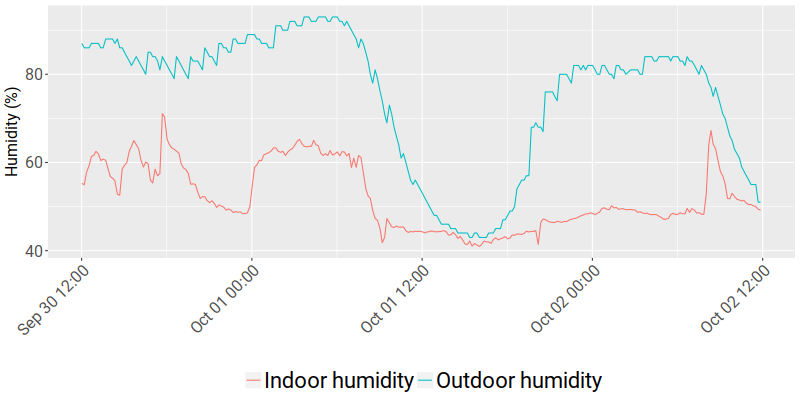 Humidity (%)
80
60
40
Sep 30 12:00
Oct 01 00:00
Oct 01 12:00
Oct 02 00:00
Oct 02 12:00
Indoor humidity Outdoor humidity